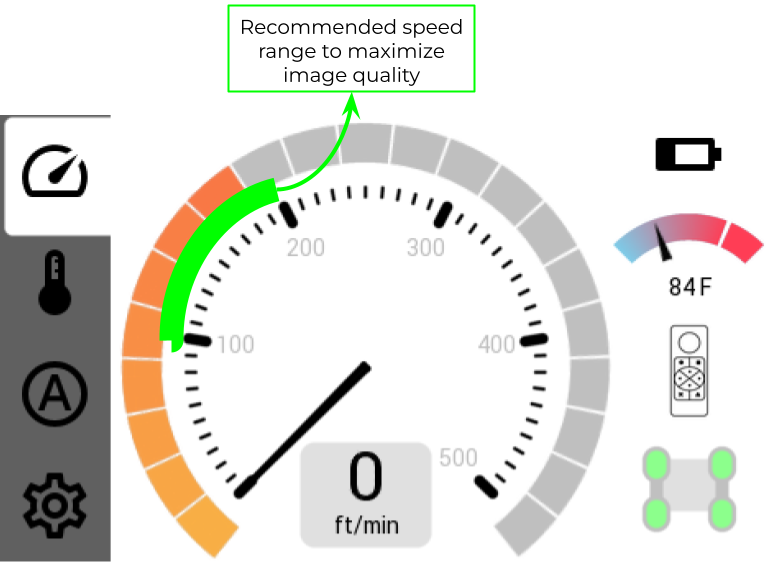 Recommended speed
range to maximize
image quality
200
300
100
400
84F
A
500
0
ft/min